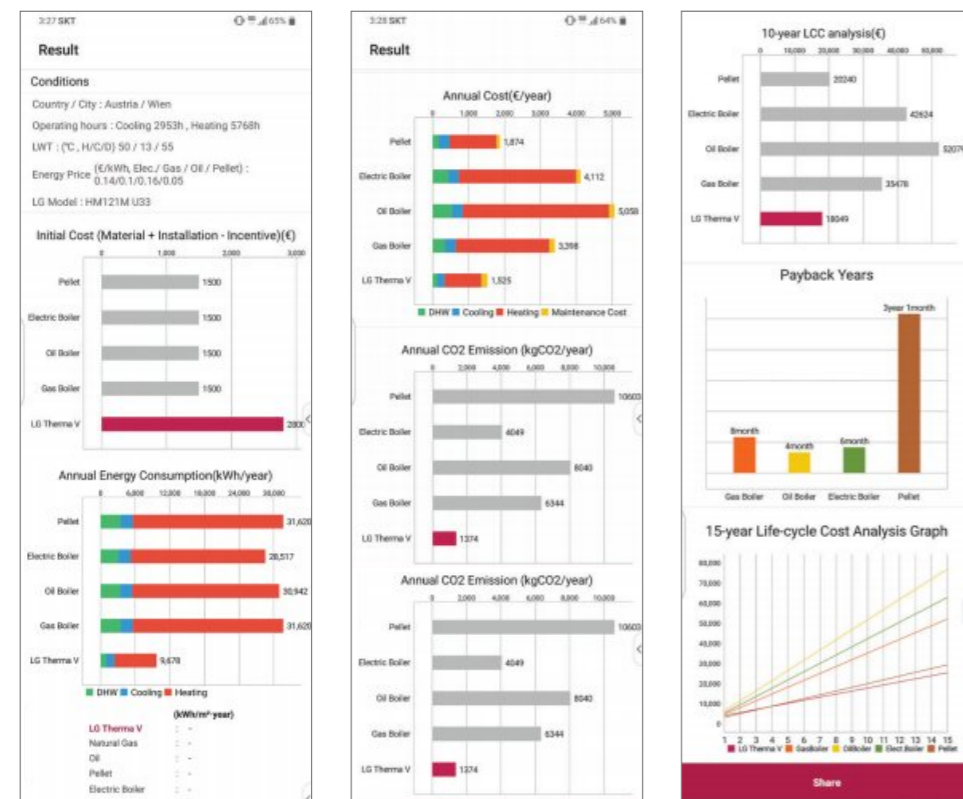 3:27 SKT
65%
Result
Conditions
Country / City : Austria / Wien
Operating hours : Cooling 2953h , Heating 5768h
LWT : (℃, H/C/D) 50 / 13 / 55
Energy Price (€/kWh, Elec./ Gas / Oil / Pellet) :
0.14/0.1/0.16/0.05
LG Model : HM121M U33
Initial Cost (Material + Installation - Incentive)(€)
0 1,000 2,000 3,000
Pellet 1500
Electric Boiler 1500
Oil Boiler 1500
Gas Boiler 1500
LG Therma V 2800
Annual Energy Consumption(kWh/year)
0 6,000 12,000 18,000 24,000 30,000
Pellet 31,620
Electric Boiler 28,517
Oil Boiler 30,942
Gas Boiler 31,620
LG Therma V 9,678
DHW Cooling Heating
(kWh/m²·year)
LG Therma V : -
Natural Gas : -
Oil : -
Pellet : -
Electric Boiler : -
3:28 SKT
64%
Result
Annual Cost(€/year)
0 1,000 2,000 3,000 4,000 5,000
Pellet 1,874
Electric Boiler 4,112
Oil Boiler 5,058
Gas Boiler 3,398
LG Therma V 1,525
DHW Cooling Heating Maintenance Cost
Annual CO2 Emission (kgCO2/year)
0 2,000 4,000 6,000 8,000 10,000
Pellet 10603
Electric Boiler 4049
Oil Boiler 8040
Gas Boiler 6344
LG Therma V 1374
Annual CO2 Emission (kgCO2/year)
0 2,000 4,000 6,000 8,000 10,000
Pellet 10603
Electric Boiler 4049
Oil Boiler 8040
Gas Boiler 6344
LG Therma V 1374
10-year LCC analysis(€)
0 10,000 20,000 30,000 40,000 50,000
Pellet 20240
Electric Boiler 42624
Oil Boiler 5207
Gas Boiler 35478
LG Therma V 18049
Payback Years
3year 1month
8month
4month
6month
Gas Boiler Oil Boiler Electric Boiler Pellet
15-year Life-cycle Cost Analysis Graph
80,000
70,000
60,000
50,000
40,000
30,000
20,000
10,000
0
1 2 3 4 5 6 7 8 9 10 11 12 13 14 15
LG Therma V GasBoiler OilBoiler Elect.Boiler Pellet
Share